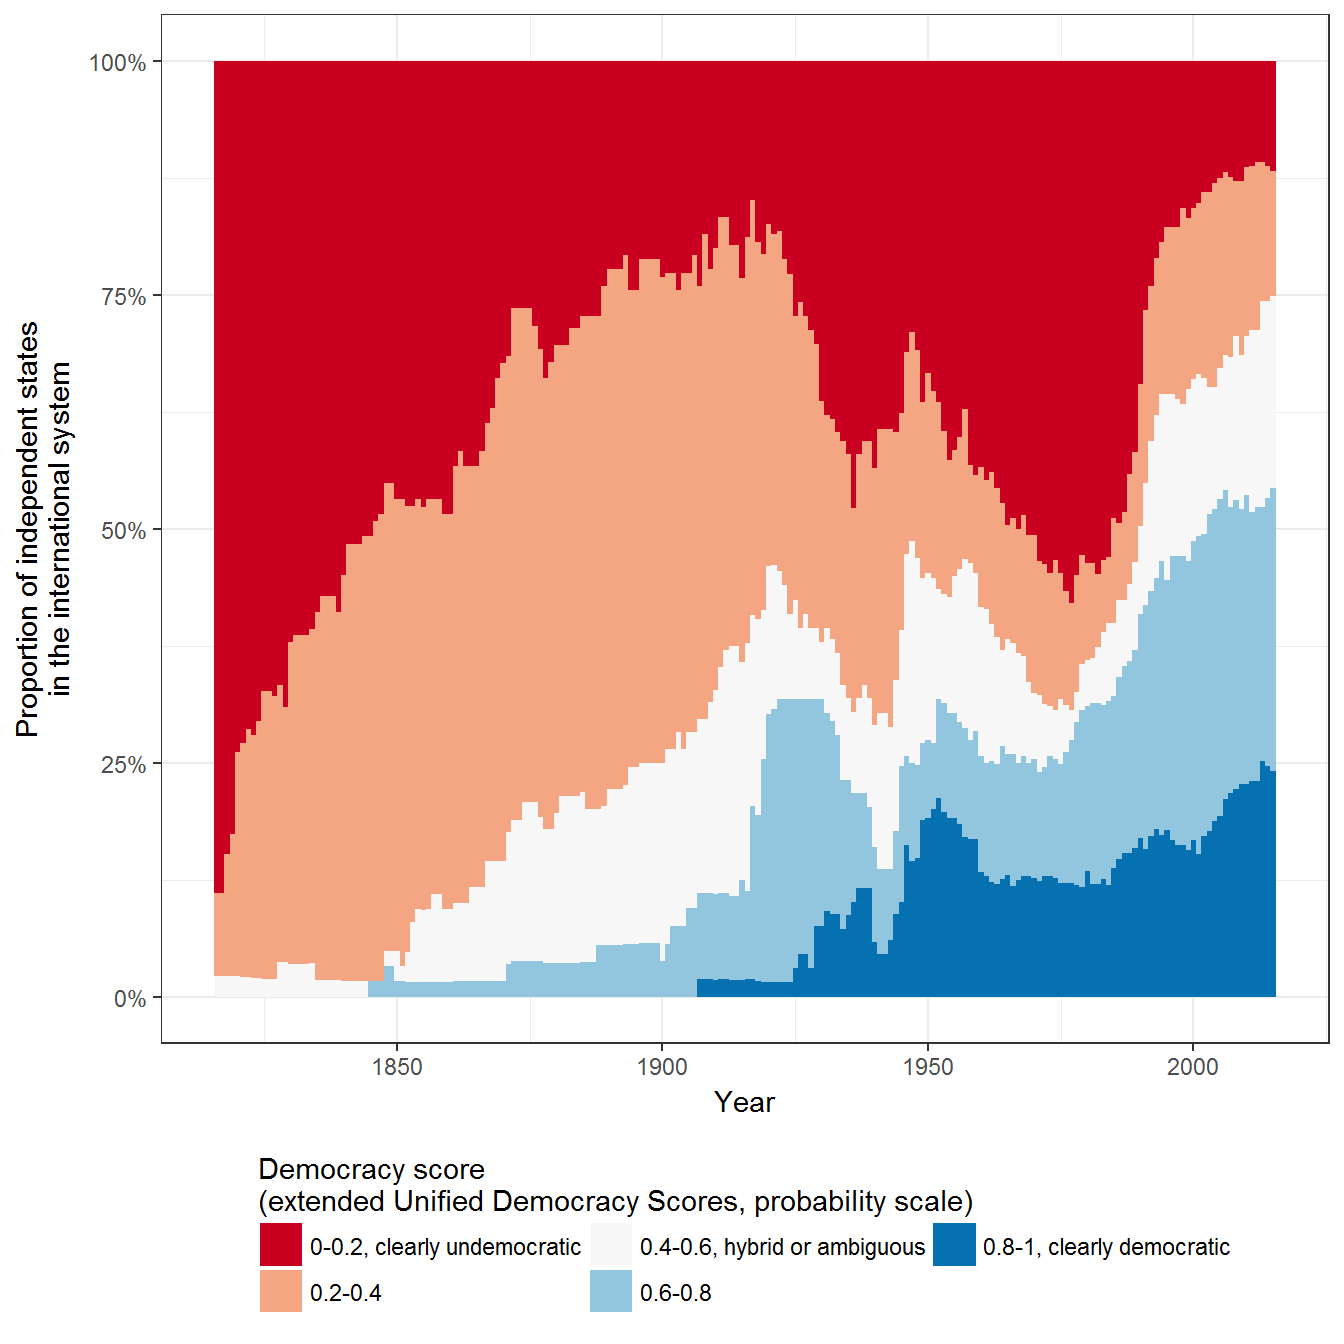 100%
75%
50%
25%
0%
Proportion of independent states
in the international system
1850
1900
1950
2000
Year
Democracy score
(extended Unified Democracy Scores, probability scale)
0-0.2, clearly undemocratic
0.4-0.6, hybrid or ambiguous
0.8-1, clearly democratic
0.2-0.4
0.6-0.8